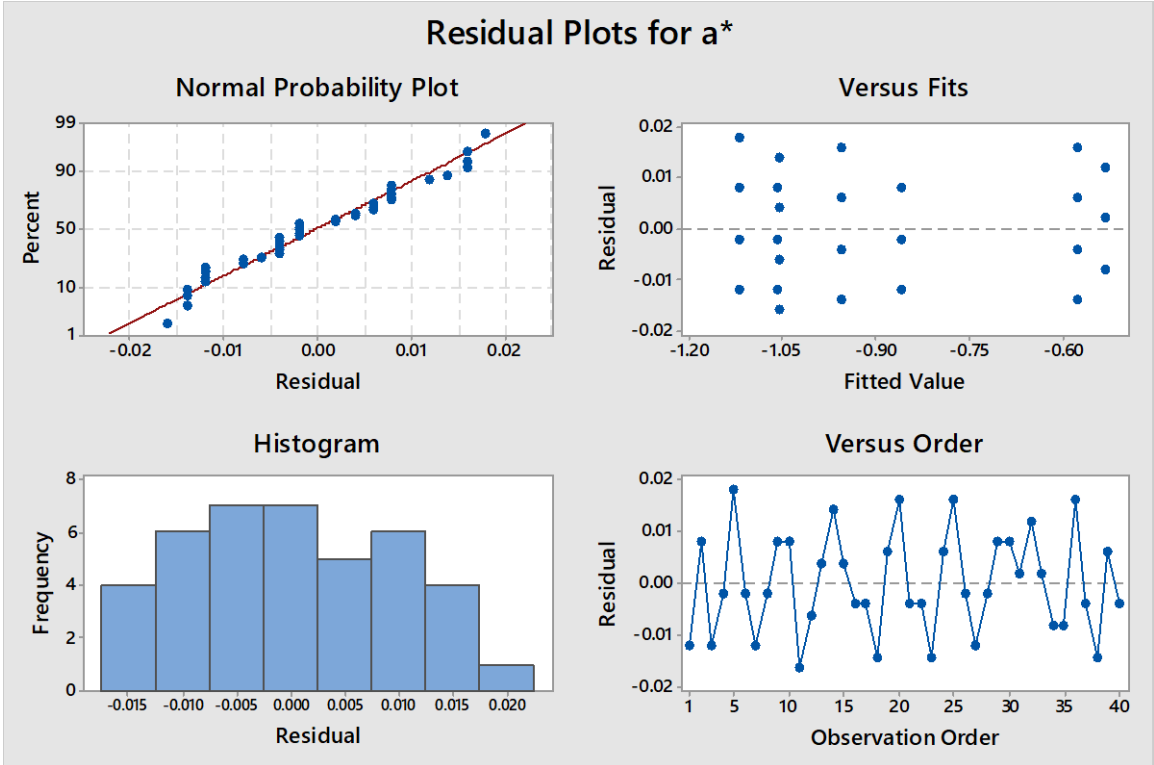 Residual Plots for a*
Normal Probability Plot
99
90
50
10
1
Percent
-0.02 -0.01 0.00 0.01 0.02
Residual
Versus Fits
0.02
0.01
0.00
-0.01
-0.02
Residual
-1.20 -1.05 -0.90 -0.75 -0.60
Fitted Value
Histogram
8
6
4
2
0
Frequency
-0.015 -0.010 -0.005 0.000 0.005 0.010 0.015 0.020
Residual
Versus Order
0.02
0.01
0.00
-0.01
-0.02
Residual
1 5 10 15 20 25 30 35 40
Observation Order